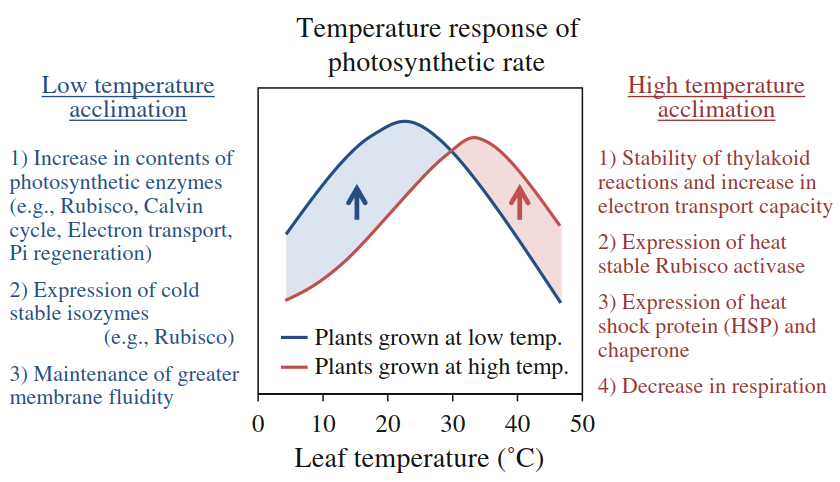 Temperature response of
photosynthetic rate
Low temperature
acclimation
1) Increase in contents of
photosynthetic enzymes
(e.g., Rubisco, Calvin
cycle, Electron transport,
Pi regeneration)
2) Expression of cold
stable isozymes
(e.g., Rubisco)
3) Maintenance of greater
membrane fluidity
Plants grown at low temp.
Plants grown at high temp.
0 10 20 30 40 50
Leaf temperature (˚C)
High temperature
acclimation
1) Stability of thylakoid
reactions and increase in
electron transport capacity
2) Expression of heat
stable Rubisco activase
3) Expression of heat
shock protein (HSP) and
chaperone
4) Decrease in respiration